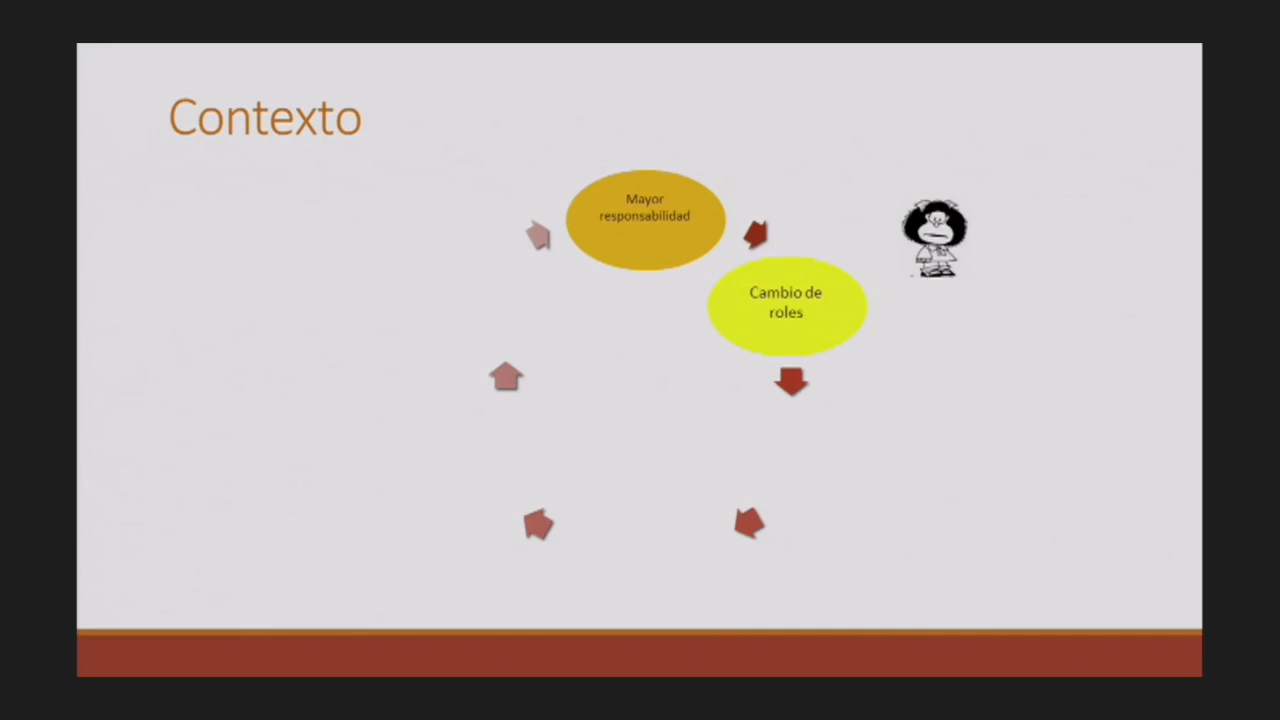 Contexto
Mayor
responsabilidad
Cambio de
roles